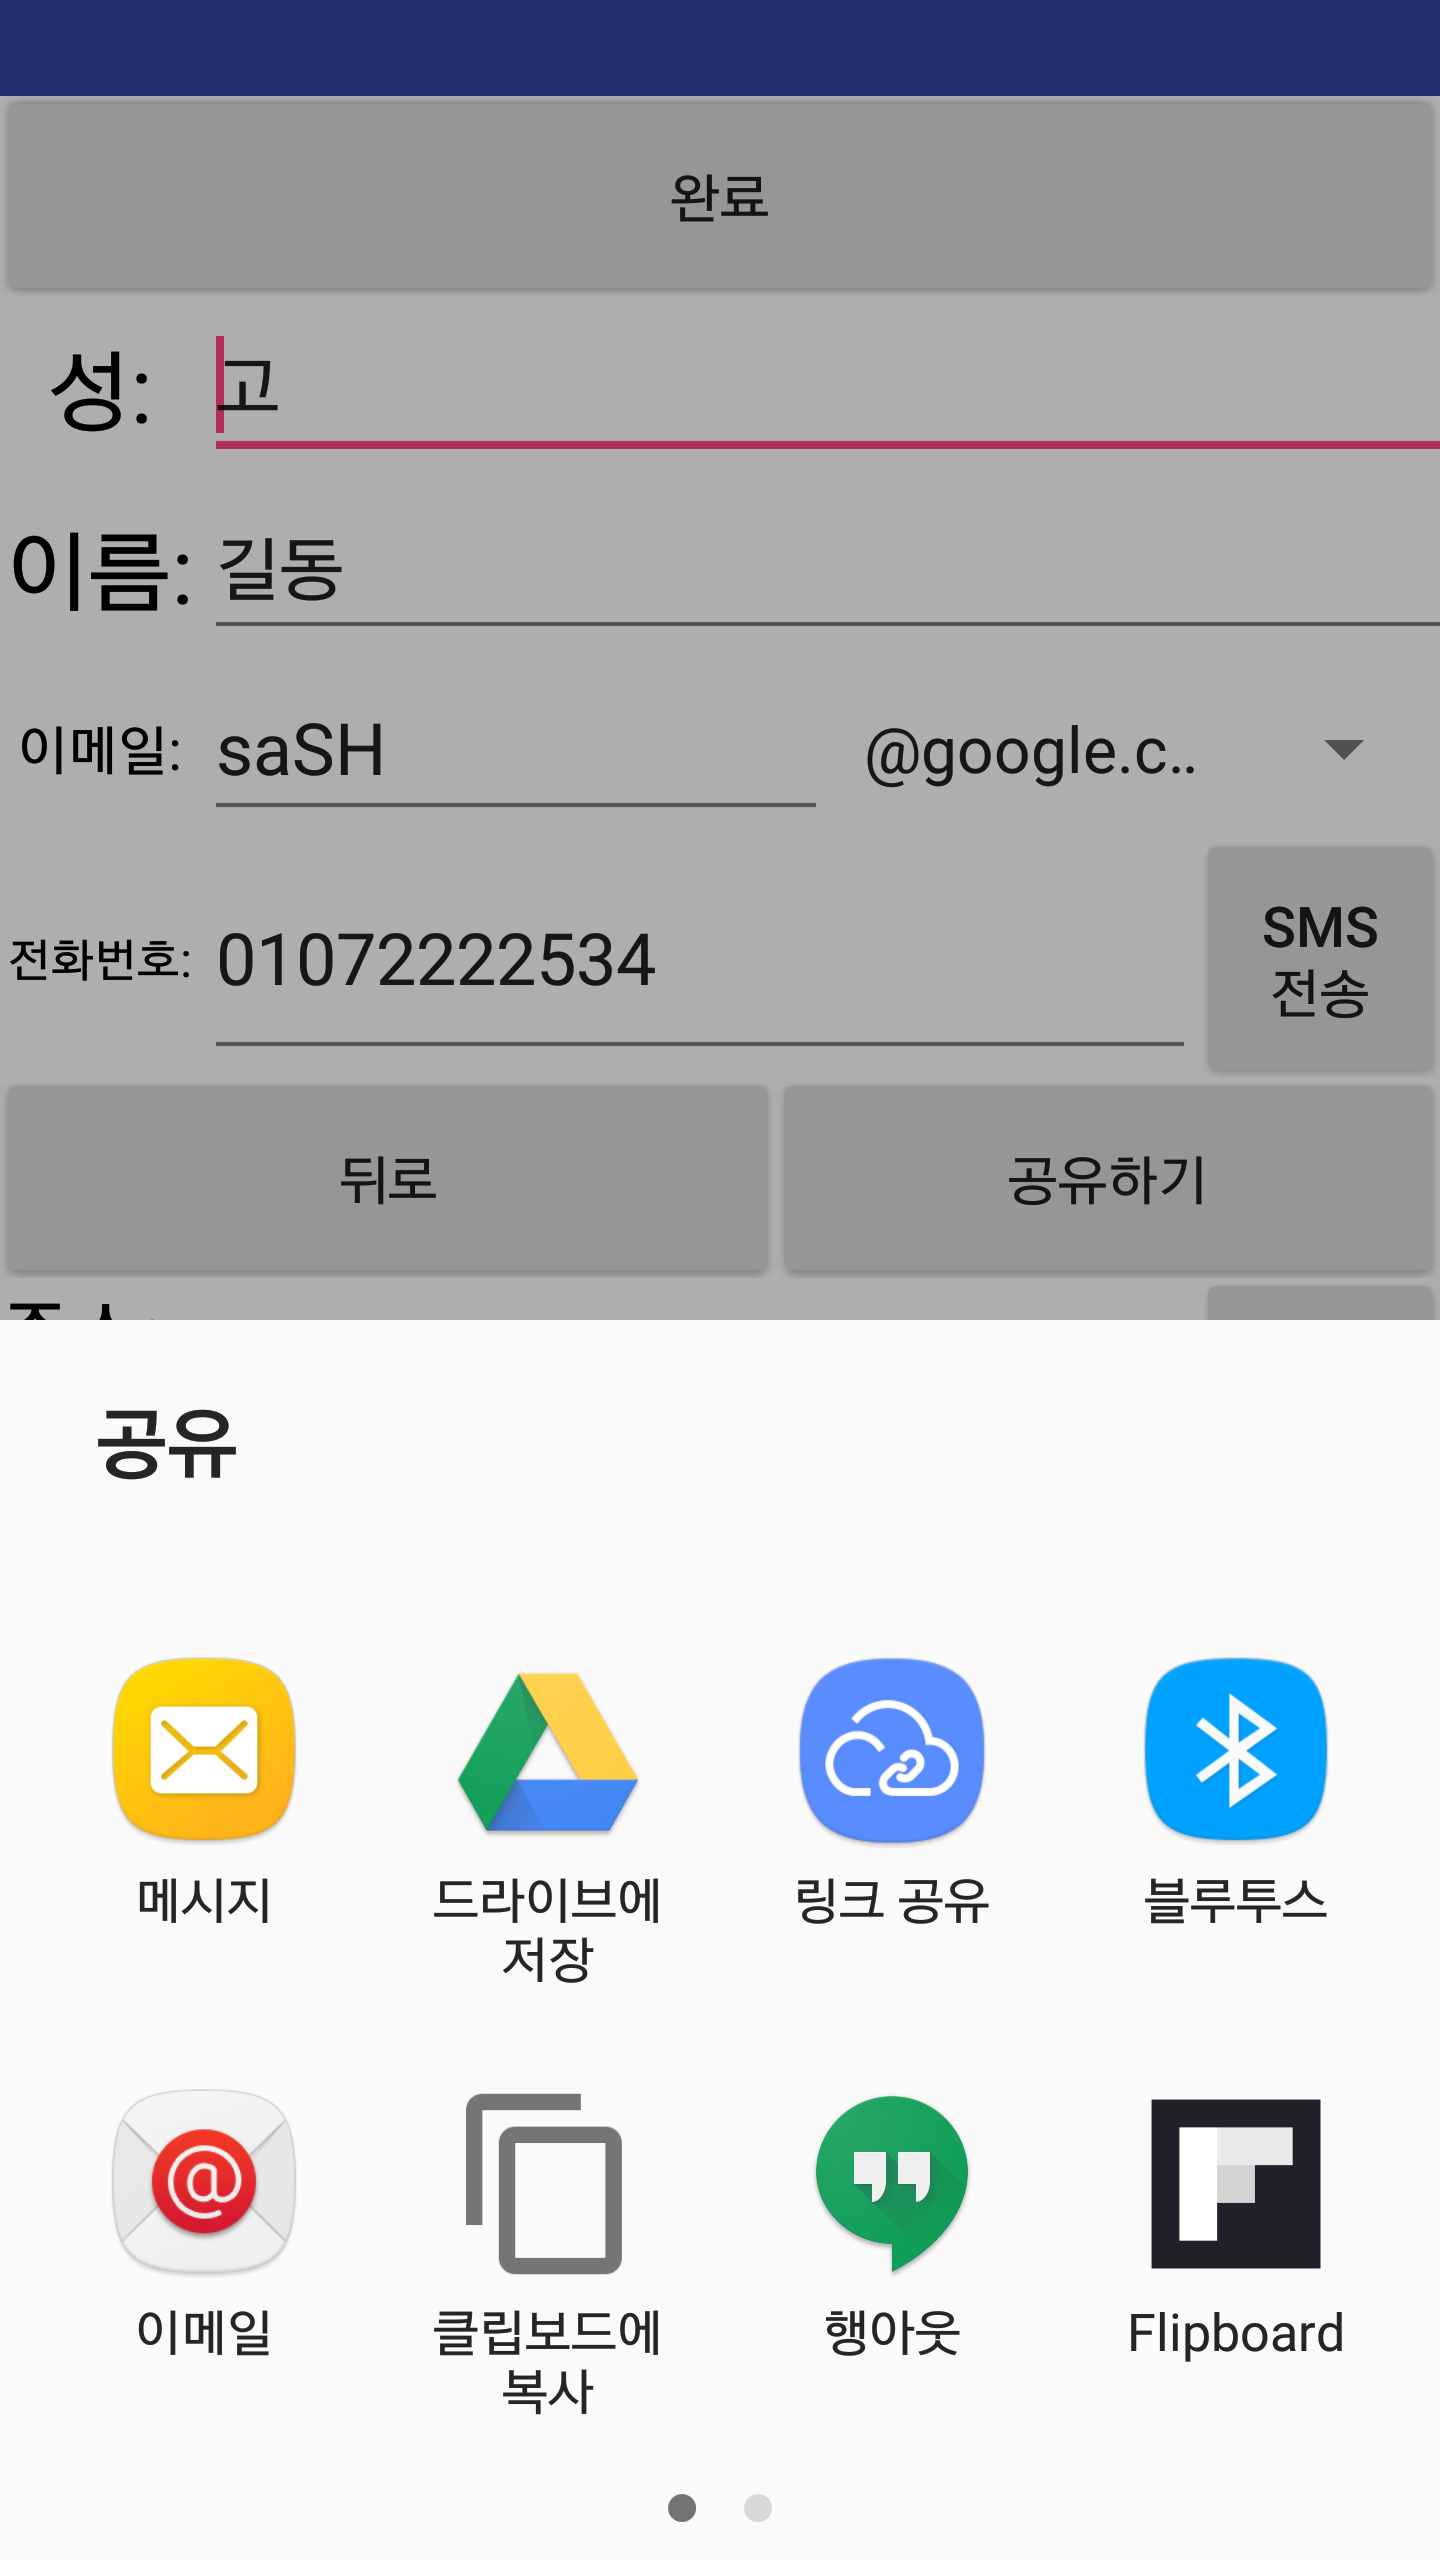 완료
성: 고
이름: 길동
이메일: saSH @google.c..
전화번호: 01072222534 SMS 전송
뒤로 공유하기
공유
메시지 드라이브에 저장 링크 공유 블루투스
이메일 클립보드에 복사 행아웃 Flipboard